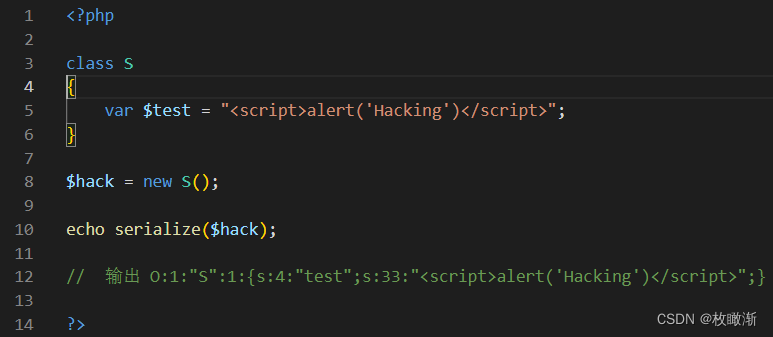 1 <?php
2
3 class S
4 {
5 var $test = "<script>alert('Hacking')</script>";
6 }
7
8 $hack = new S();
9
10 echo serialize($hack);
11
12 // 输出 O:1:"S":1:{s:4:"test";s:33:"<script>alert('Hacking')</script>";}
13
14 ?>
CSDN @枚瞰渐